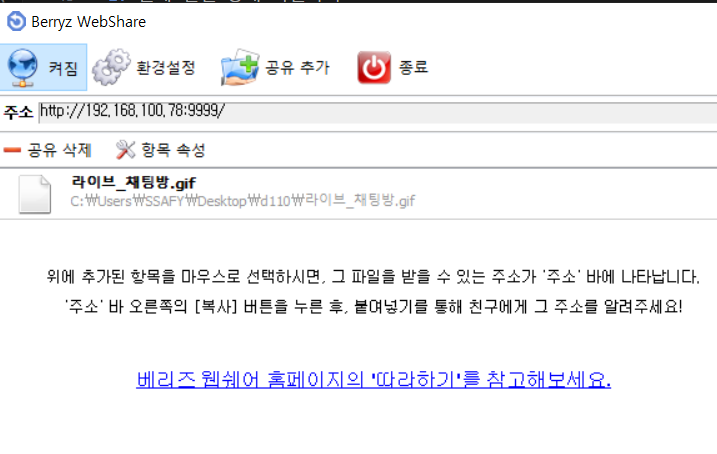 Berryz WebShare
켜짐 환경설정 공유 추가 종료
주소 http://192,168,100,78:9999/
공유 삭제 항목 속성
라이브_채팅방.gif
C:₩Users₩SSAFY₩Desktop₩d110₩라이브_채팅방.gif
위에 추가된 항목을 마우스로 선택하시면, 그 파일을 받을 수 있는 주소가 '주소' 바에 나타납니다.
'주소' 바 오른쪽의 [복사] 버튼을 누른 후, 붙여넣기를 통해 친구에게 그 주소를 알려주세요!
베리즈 웹쉐어 홈페이지의 '따라하기'를 참고해보세요.